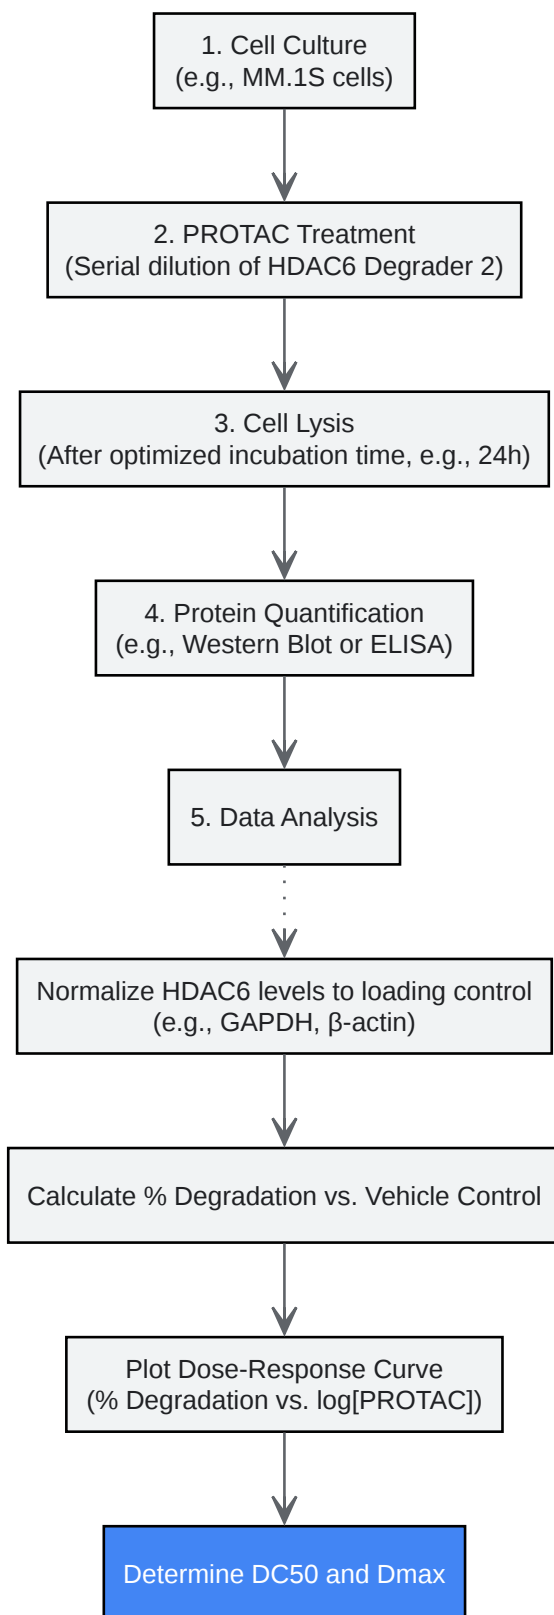 1. Cell Culture
(e.g., MM.1S cells)
2. PROTAC Treatment
(Serial dilution of HDAC6 Degrader 2)
3. Cell Lysis
(After optimized incubation time, e.g., 24h)
4. Protein Quantification
(e.g., Western Blot or ELISA)
5. Data Analysis
Normalize HDAC6 levels to loading control
(e.g., GAPDH, β-actin)
Calculate % Degradation vs. Vehicle Control
Plot Dose-Response Curve
(% Degradation vs. log[PROTAC])
Determine DC50 and Dmax